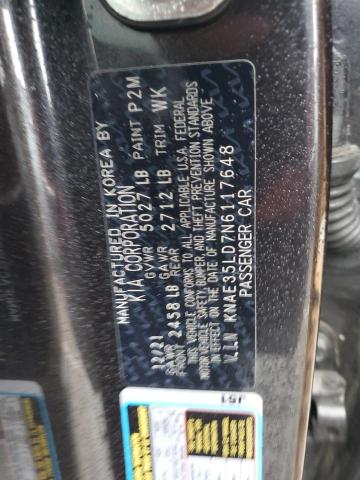 MANUFACTURED IN KOREA BY
KIA CORPORATION
GVWR 5027 LB PAINT P2M
GAWR 2712 LB TRIM WK
REAR
12/21
GAWR 2458 LB
FRONT
THIS VEHICLE CONFORMS TO ALL APPLICABLE U.S.A. FEDERAL
MOTOR VEHICLE SAFETY, BUMPER, AND THEFT PREVENTION STANDARDS
IN EFFECT ON THE DATE OF MANUFACTURE SHOWN ABOVE
V.I.N KNAE35LD7N6117648
PASSENGER CAR
J51